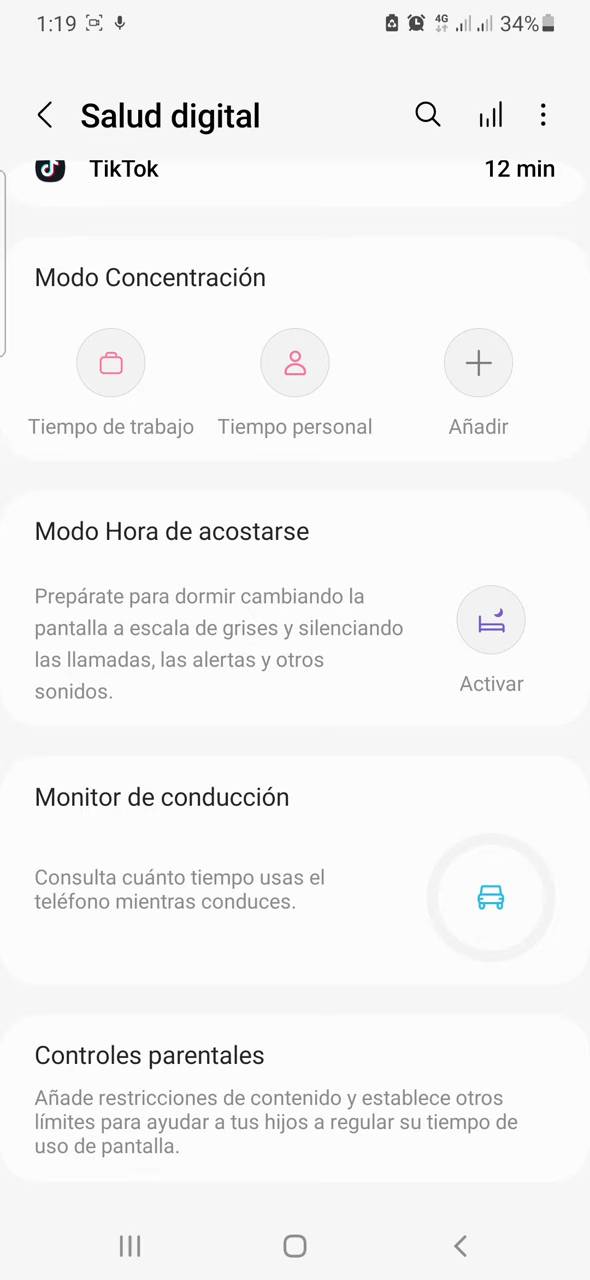 1:19 4G 34%
Salud digital
TikTok 12 min
Modo Concentración
Tiempo de trabajo Tiempo personal Añadir
Modo Hora de acostarse
Prepárate para dormir cambiando la
pantalla a escala de grises y silenciando
las llamadas, las alertas y otros
sonidos.
Activar
Monitor de conducción
Consulta cuánto tiempo usas el
teléfono mientras conduces.
Controles parentales
Añade restricciones de contenido y establece otros
límites para ayudar a tus hijos a regular su tiempo de
uso de pantalla.